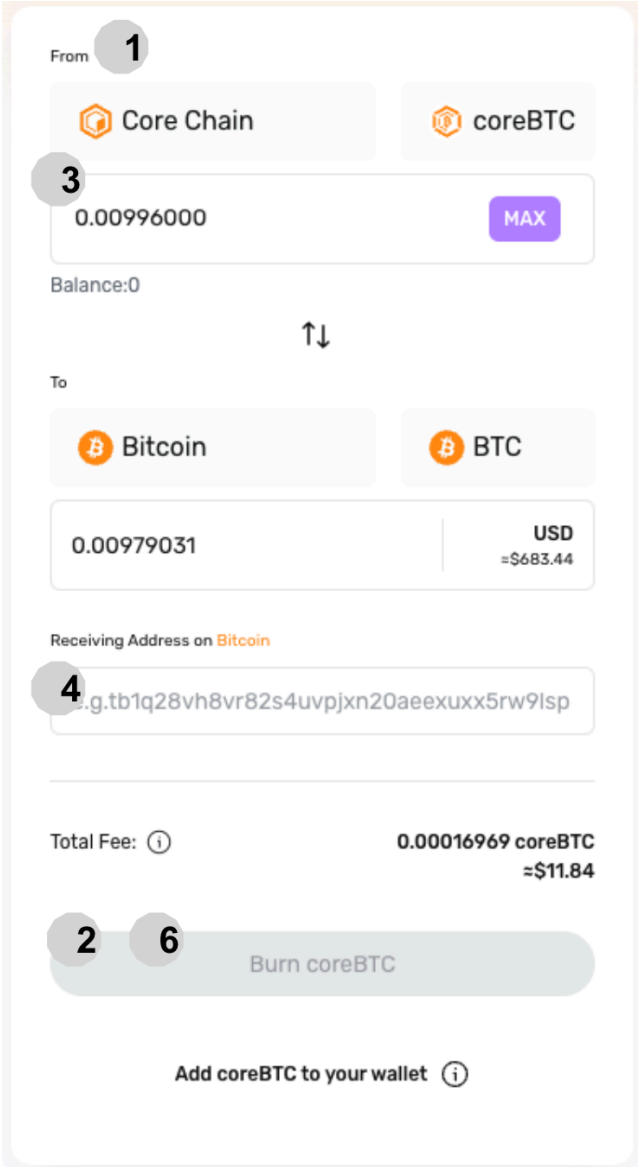 From 1
Core Chain coreBTC
3
0.00996000 MAX
Balance:0
To
Bitcoin BTC
0.00979031 USD
≈$683.44
Receiving Address on Bitcoin
4
.g.tb1q28vh8vr82s4uvpjxn20aeexuxx5rw9lsp
Total Fee: i 0.00016969 coreBTC
≈$11.84
2 6
Burn coreBTC
Add coreBTC to your wallet i